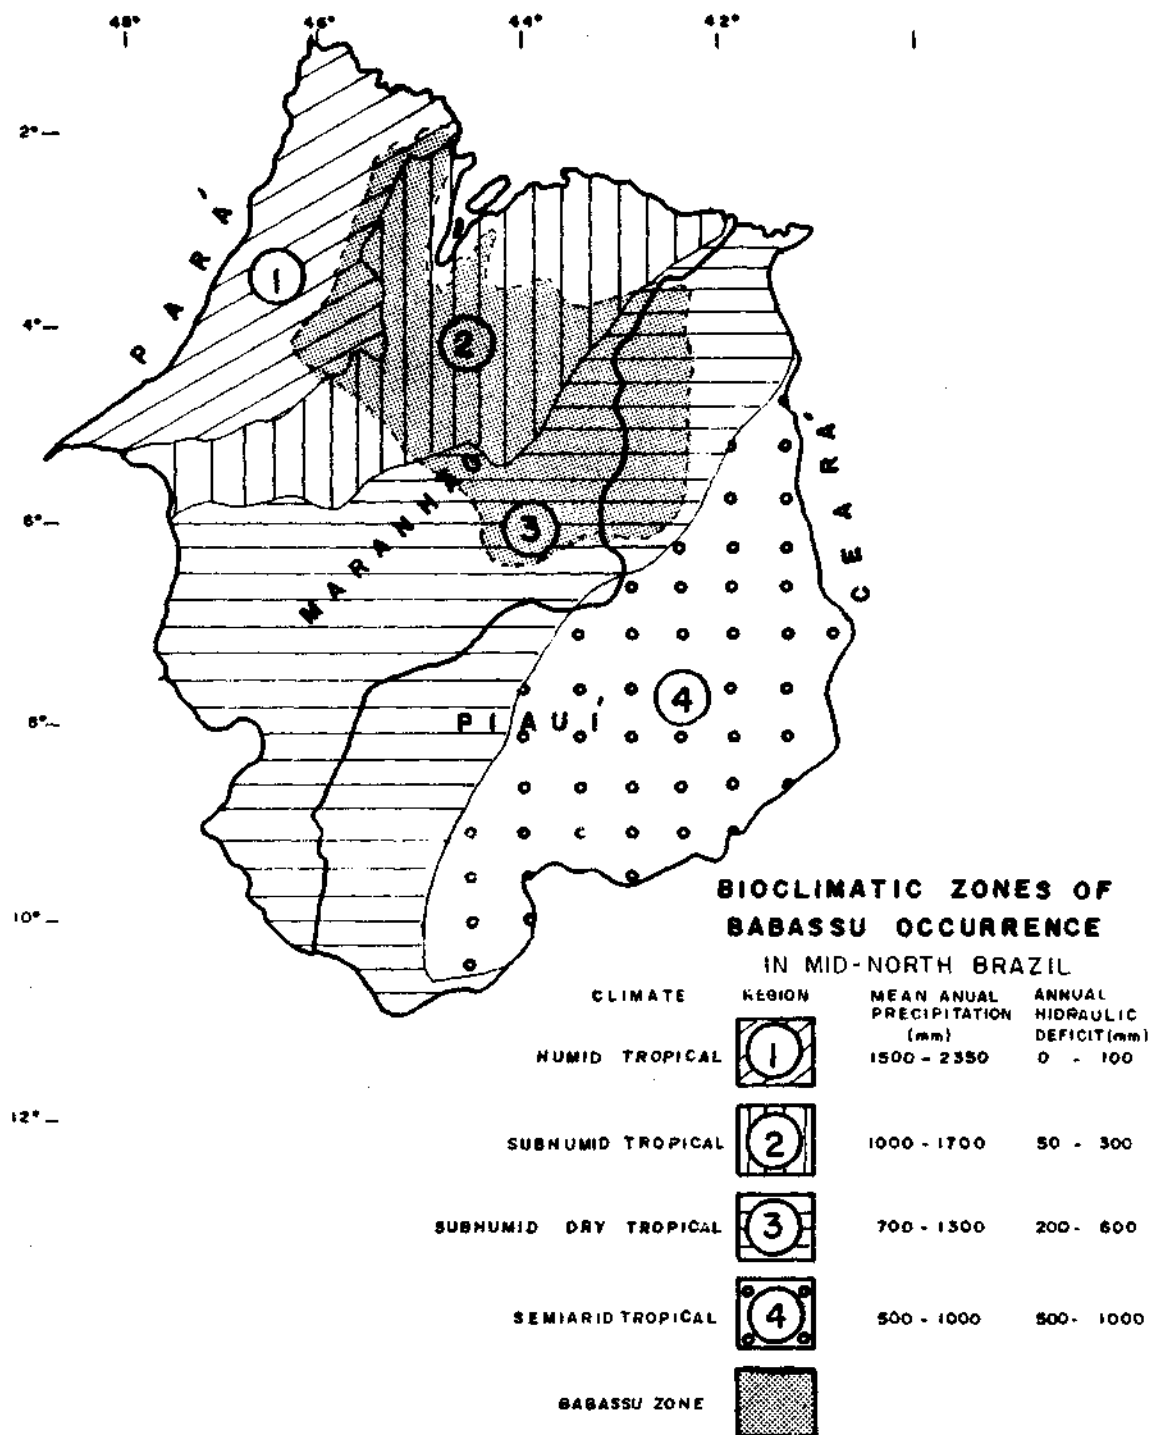 48° 46° 44° 42°
2°
4°
6°
8°
10°
12°
PARÁ
MARANHÃO
PIAUÍ
CEARÁ
1
2
3
4
BIOCLIMATIC ZONES OF
BABASSU OCCURRENCE
IN MID-NORTH BRAZIL
CLIMATE REGION MEAN ANUAL PRECIPITATION (mm) ANNUAL HIDRAULIC DEFICIT (mm)
HUMID TROPICAL 1 1500 - 2350 0 - 100
SUBHUMID TROPICAL 2 1000 - 1700 50 - 300
SUBHUMID DRY TROPICAL 3 700 - 1300 200 - 600
SEMIARID TROPICAL 4 500 - 1000 500 - 1000
BABASSU ZONE